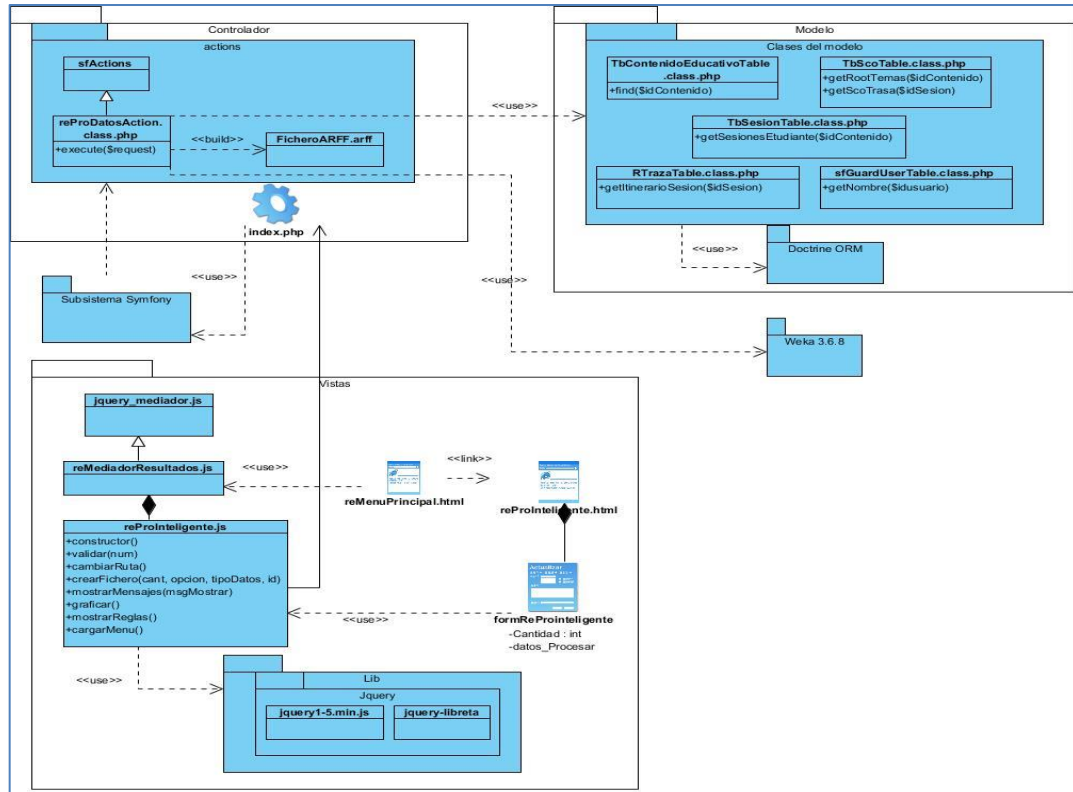 Controlador
actions
sfActions
reProDatosAction.
class.php
+execute($request)
<<build>>
FicheroARFF.arff
index.php
<<use>>
Modelo
Clases del modelo
TbContenidoEducativoTable
.class.php
+find($idContenido)
TbScoTable.class.php
+getRootTemas($idContenido)
+getScoTrasa($idSesion)
TbSesionTable.class.php
+getSesionesEtudiante($idContenido)
RTrazaTable.class.php
+getItinerarioSesion($idSesion)
sfGuardUserTable.class.php
+getNombre($idusuario)
<<use>>
Doctrine ORM
<<use>>
<<use>>
Subsistema Symfony
Weka 3.6.8
Vistas
jquery_mediador.js
reMediadorResultados.js
<<use>>
reMenuPrincipal.html
<<link>>
reProInteligente.html
reProInteligente.js
+constructor()
+validar(num)
+cambiarRuta()
+crearFichero(cant, opcion, tipoDatos, id)
+mostrarMensajes(msgMostrar)
+graficar()
+mostrarReglas()
+cargarMenu()
Actualizar
formReProinteligente
-Cantidad : int
-datos_Procesar
<<use>>
<<use>>
Lib
Jquery
jquery1-5.min.js
jquery-libreta